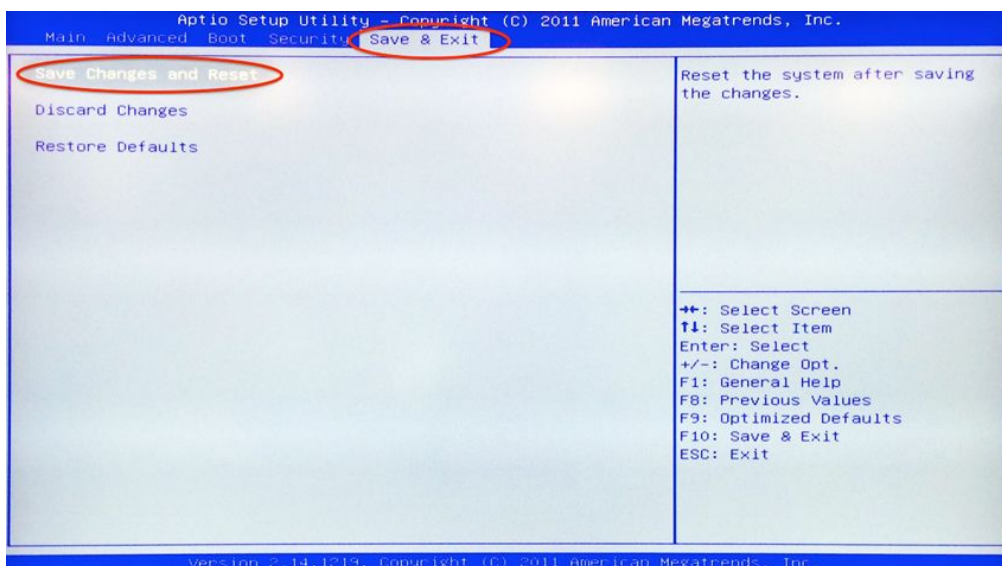 Aptio Setup Utility – Copyright (C) 2011 American Megatrends, Inc.
Main Advanced Boot Security Save & Exit
Save Changes and Reset
Discard Changes
Restore Defaults
Reset the system after saving
the changes.
→←: Select Screen
↑↓: Select Item
Enter: Select
+/-: Change Opt.
F1: General Help
F8: Previous Values
F9: Optimized Defaults
F10: Save & Exit
ESC: Exit
Version 2.14.1219. Copyright (C) 2011 American Megatrends, Inc.